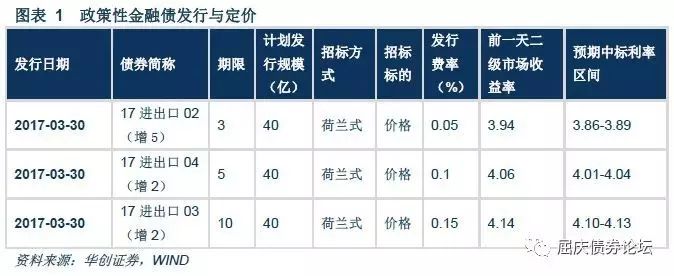 图表 1 政策性金融债发行与定价
发行日期 债券简称 期限 计划发行规模（亿） 招标方式 招标标的 发行费率（%） 前一天二级市场收益率 预期中标利率区间
2017-03-30 17 进出口 02（增 5） 3 40 荷兰式 价格 0.05 3.94 3.86-3.89
2017-03-30 17 进出口 04（增 2） 5 40 荷兰式 价格 0.1 4.06 4.01-4.04
2017-03-30 17 进出口 03（增 2） 10 40 荷兰式 价格 0.15 4.14 4.10-4.13
资料来源：华创证券，WIND
屈庆债券论坛